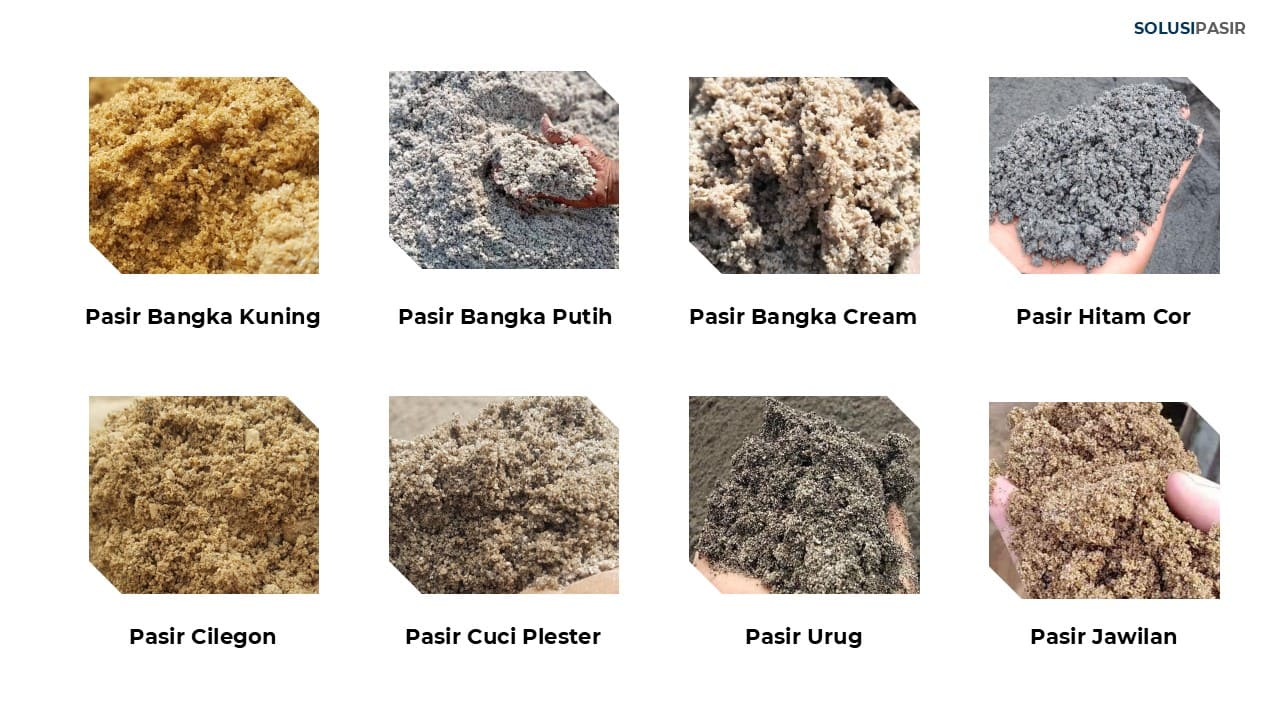 SOLUSIPASIR
Pasir Bangka Kuning
Pasir Bangka Putih
Pasir Bangka Cream
Pasir Hitam Cor
Pasir Cilegon
Pasir Cuci Plester
Pasir Urug
Pasir Jawilan